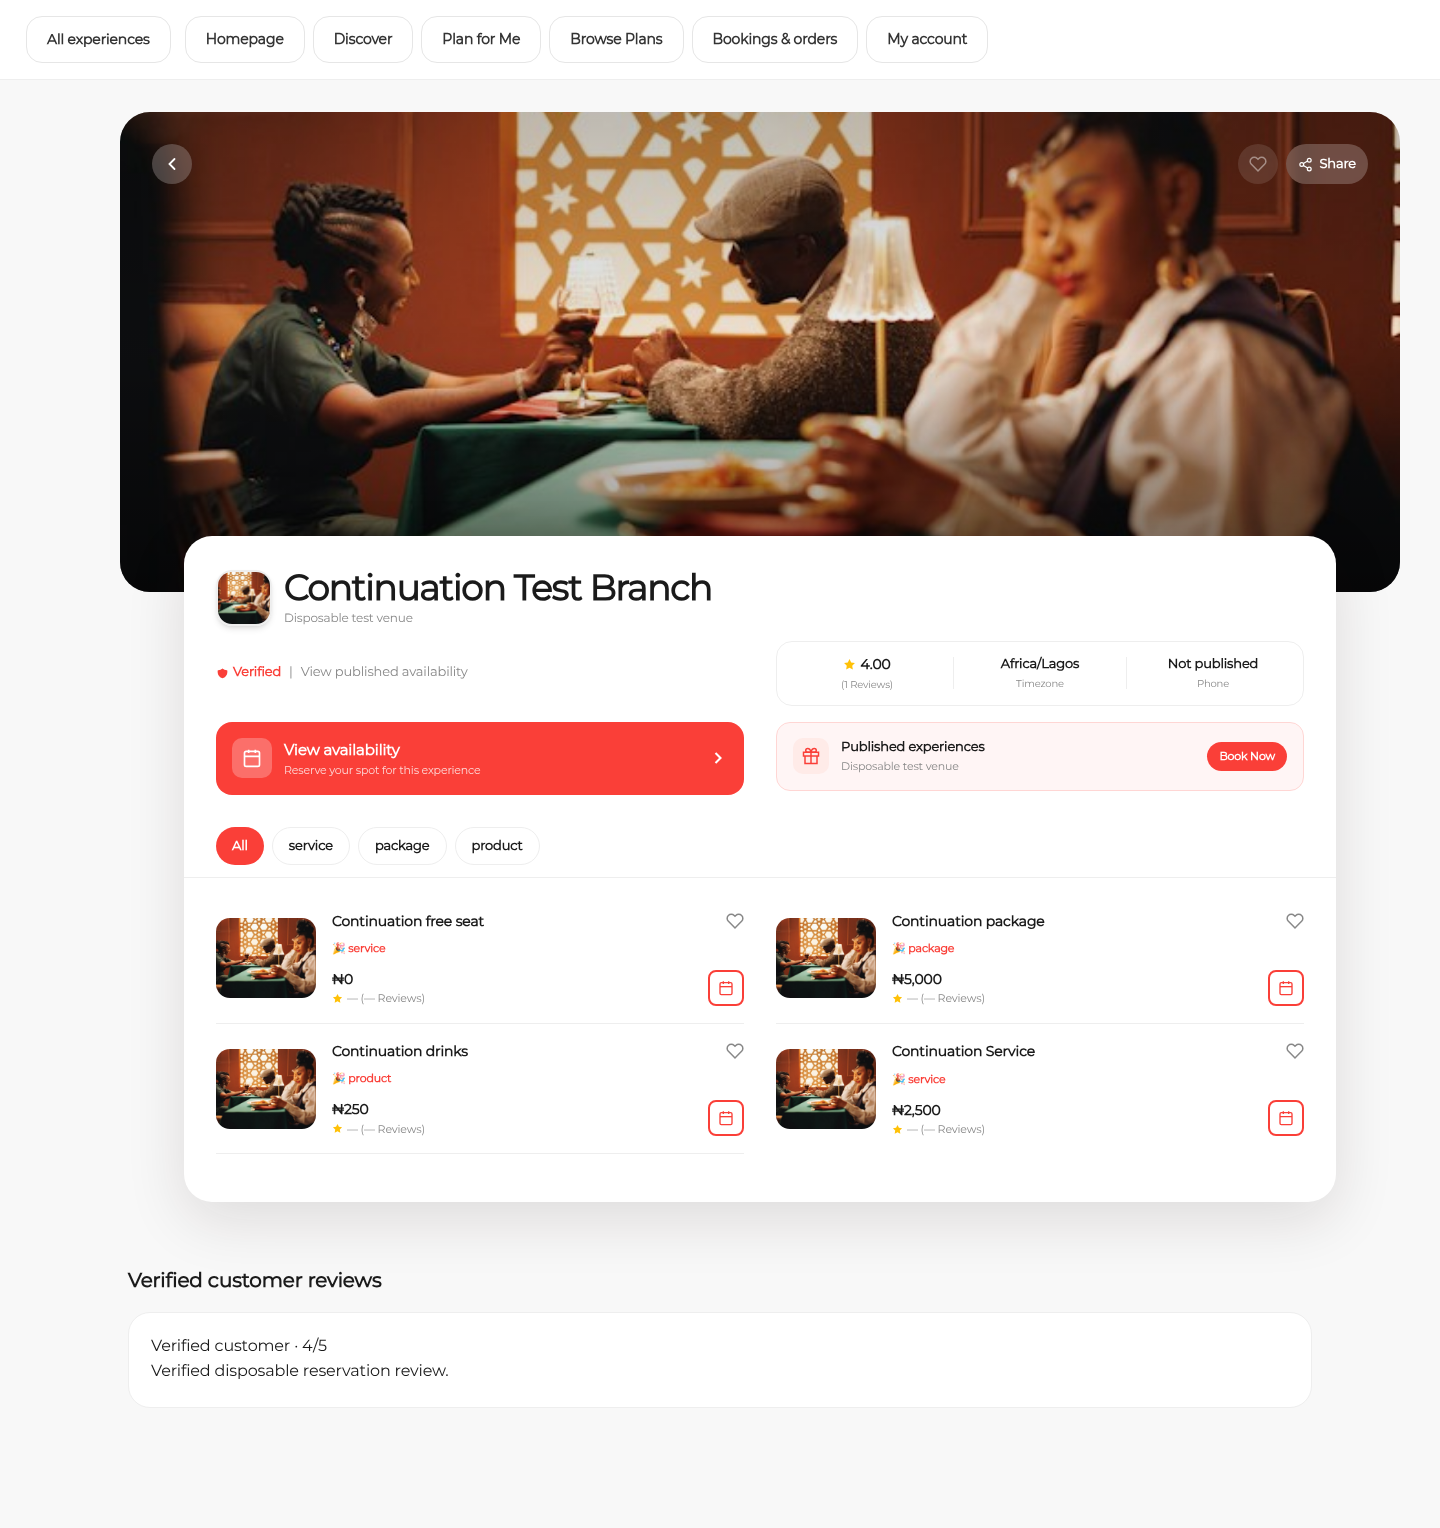 All experiences
Homepage
Discover
Plan for Me
Browse Plans
Bookings & orders
My account
Share
Continuation Test Branch
Disposable test venue
Verified | View published availability
4.00
(1 Reviews)
Africa/Lagos
Timezone
Not published
Phone
View availability
Reserve your spot for this experience
Published experiences
Disposable test venue
Book Now
All
service
package
product
Continuation free seat
🎉 service
₦0
— (— Reviews)
Continuation package
🎉 package
₦5,000
— (— Reviews)
Continuation drinks
🎉 product
₦250
— (— Reviews)
Continuation Service
🎉 service
₦2,500
— (— Reviews)
Verified customer reviews
Verified customer · 4/5
Verified disposable reservation review.